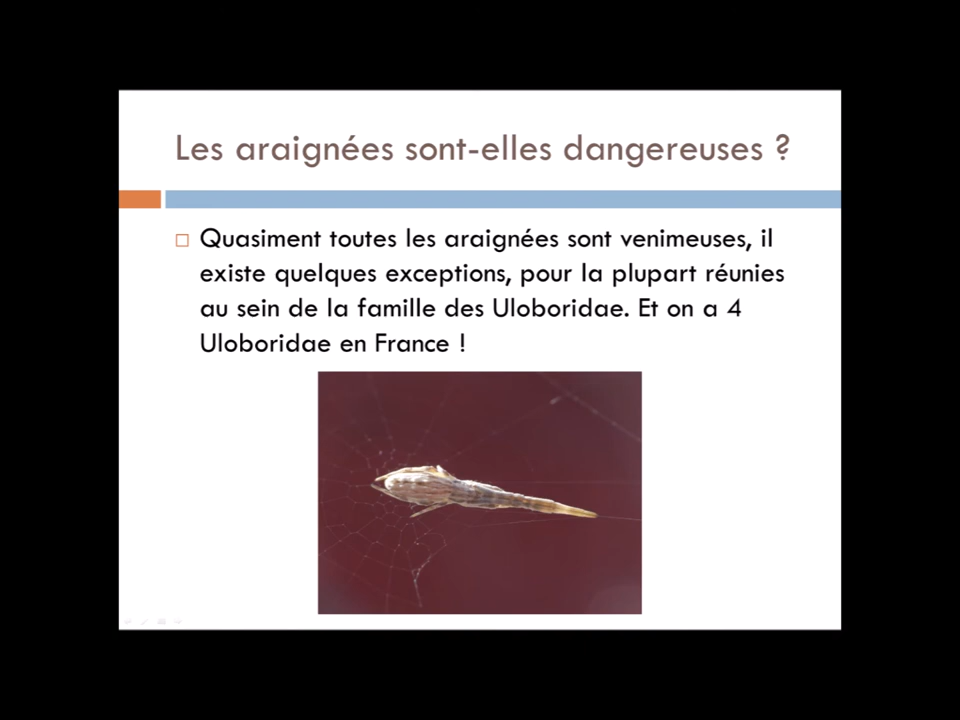 Les araignées sont-elles dangereuses ?
Quasiment toutes les araignées sont venimeuses, il
existe quelques exceptions, pour la plupart réunies
au sein de la famille des Uloboridae. Et on a 4
Uloboridae en France !